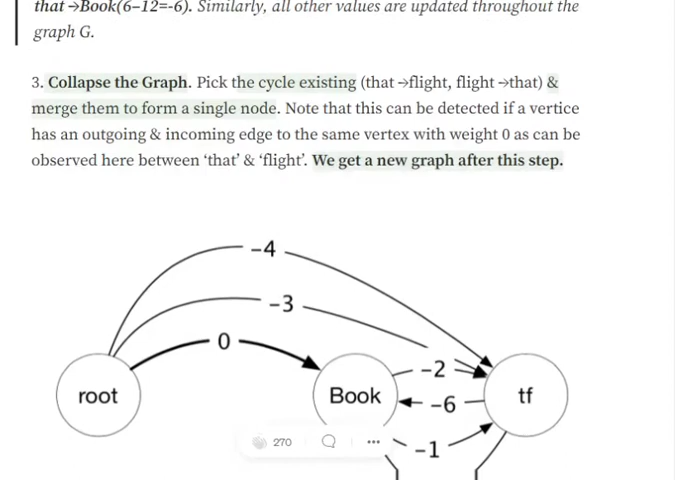 that →Book(6–12=-6). Similarly, all other values are updated throughout the
graph G.
3. Collapse the Graph. Pick the cycle existing (that →flight, flight →that) &
merge them to form a single node. Note that this can be detected if a vertice
has an outgoing & incoming edge to the same vertex with weight 0 as can be
observed here between ‘that’ & ‘flight’. We get a new graph after this step.
-4
-3
0
-2
root
Book
-6
tf
270
-1